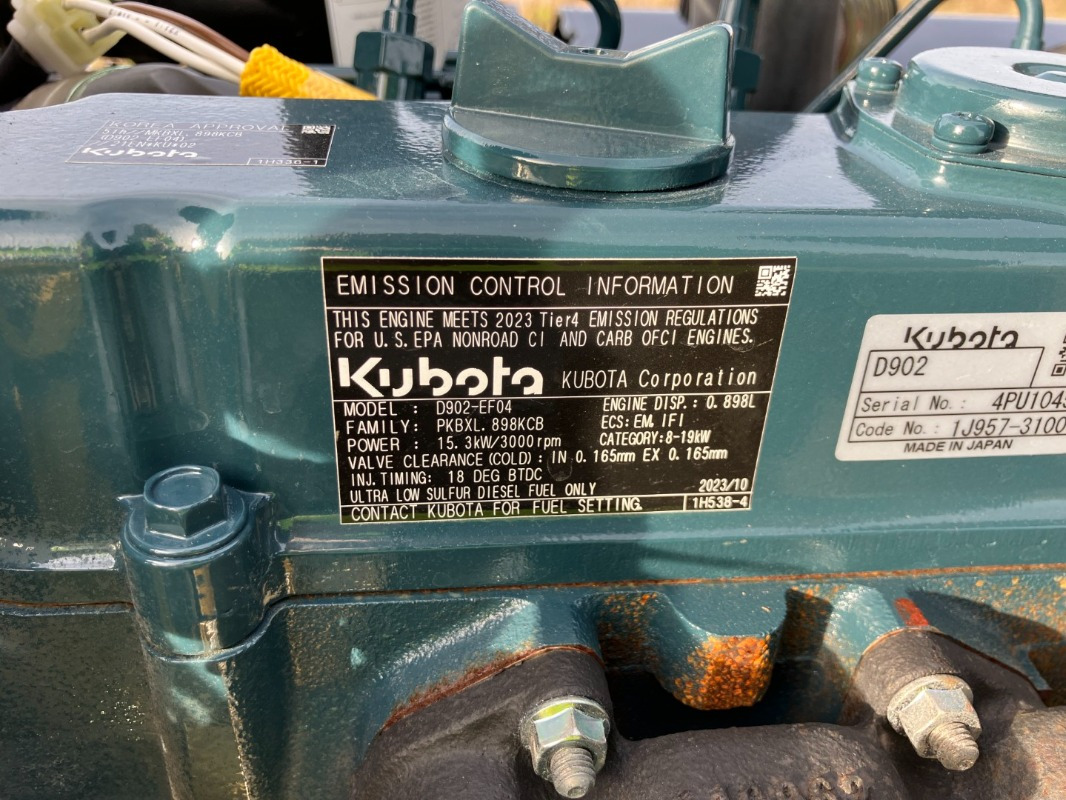 KOREA APPROVAL
898KCB
Kubota
1H538-1
EMISSION CONTROL INFORMATION
THIS ENGINE MEETS 2023 Tier4 EMISSION REGULATIONS
FOR U.S.EPA NONROAD CI AND CARB OFCI ENGINES.
Kubota KUBOTA Corporation
MODEL : D902-EF04 ENGINE DISP.: 0.898L
FAMILY: PKBXL.898KCB ECS: EM, IFI
POWER : 15.3kW/3000rpm CATEGORY: 8-19kW
VALVE CLEARANCE (COLD) : IN 0.165mm EX 0.165mm
INJ. TIMING: 18 DEG BTDC
ULTRA LOW SULFUR DIESEL FUEL ONLY 2023/10
CONTACT KUBOTA FOR FUEL SETTING. 1H538-4
Kubota
D902
Serial No.:
Code No.: 1J957-3100
MADE IN JAPAN